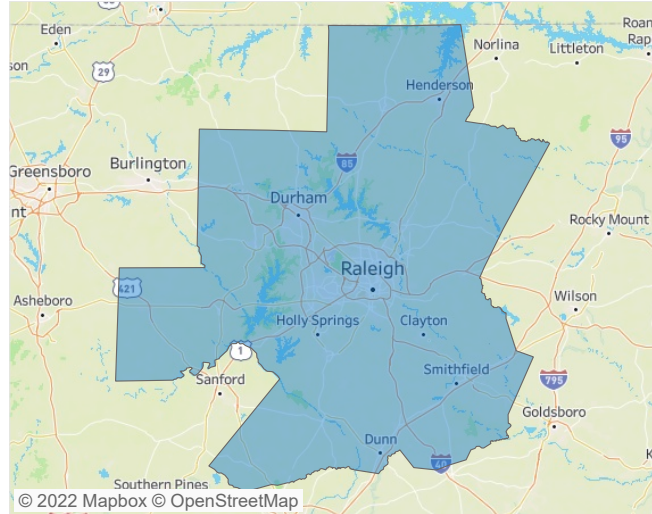 Eden
Norlina
Littleton
Roan
Rap
son
29
Henderson
95
85
Greensboro
Burlington
nt
Durham
Rocky Mount
Raleigh
421
Asheboro
Wilson
Holly Springs
Clayton
1
Sanford
Smithfield
795
Goldsboro
Dunn
40
K
Southern Pines
© 2022 Mapbox © OpenStreetMap